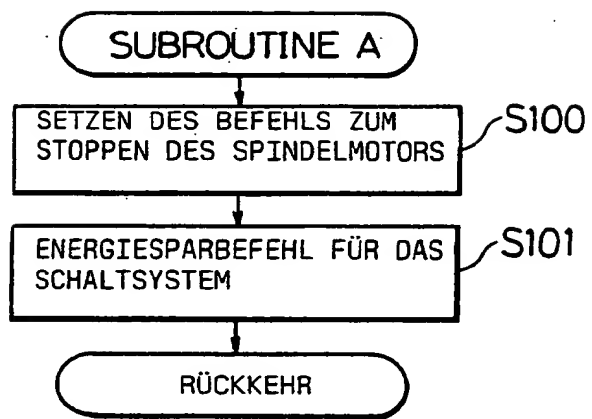 SUBROUTINE A
SETZEN DES BEFEHLS ZUM
STOPPEN DES SPINDELMOTORS
S100
ENERGIESPARBEFEHL FÜR DAS
SCHALTSYSTEM
S101
RÜCKKEHR